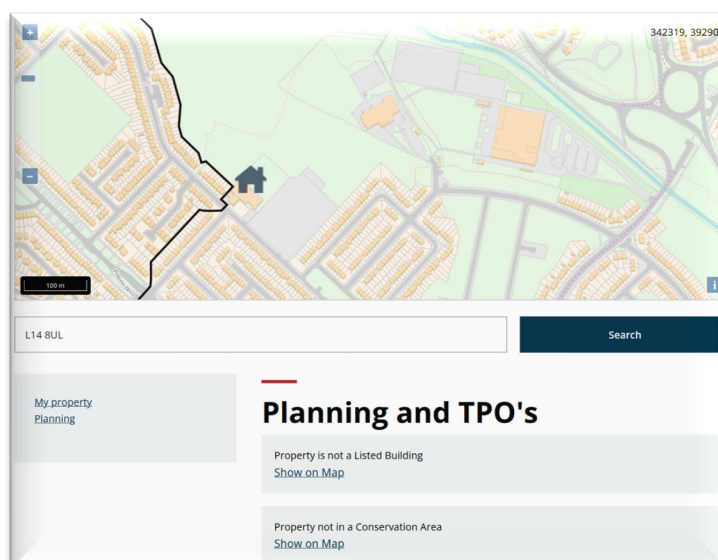 +
342319, 39290
−
100 m
i
L14 8UL
Search
My property
Planning
Planning and TPO's
Property is not a Listed Building
Show on Map
Property not in a Conservation Area
Show on Map